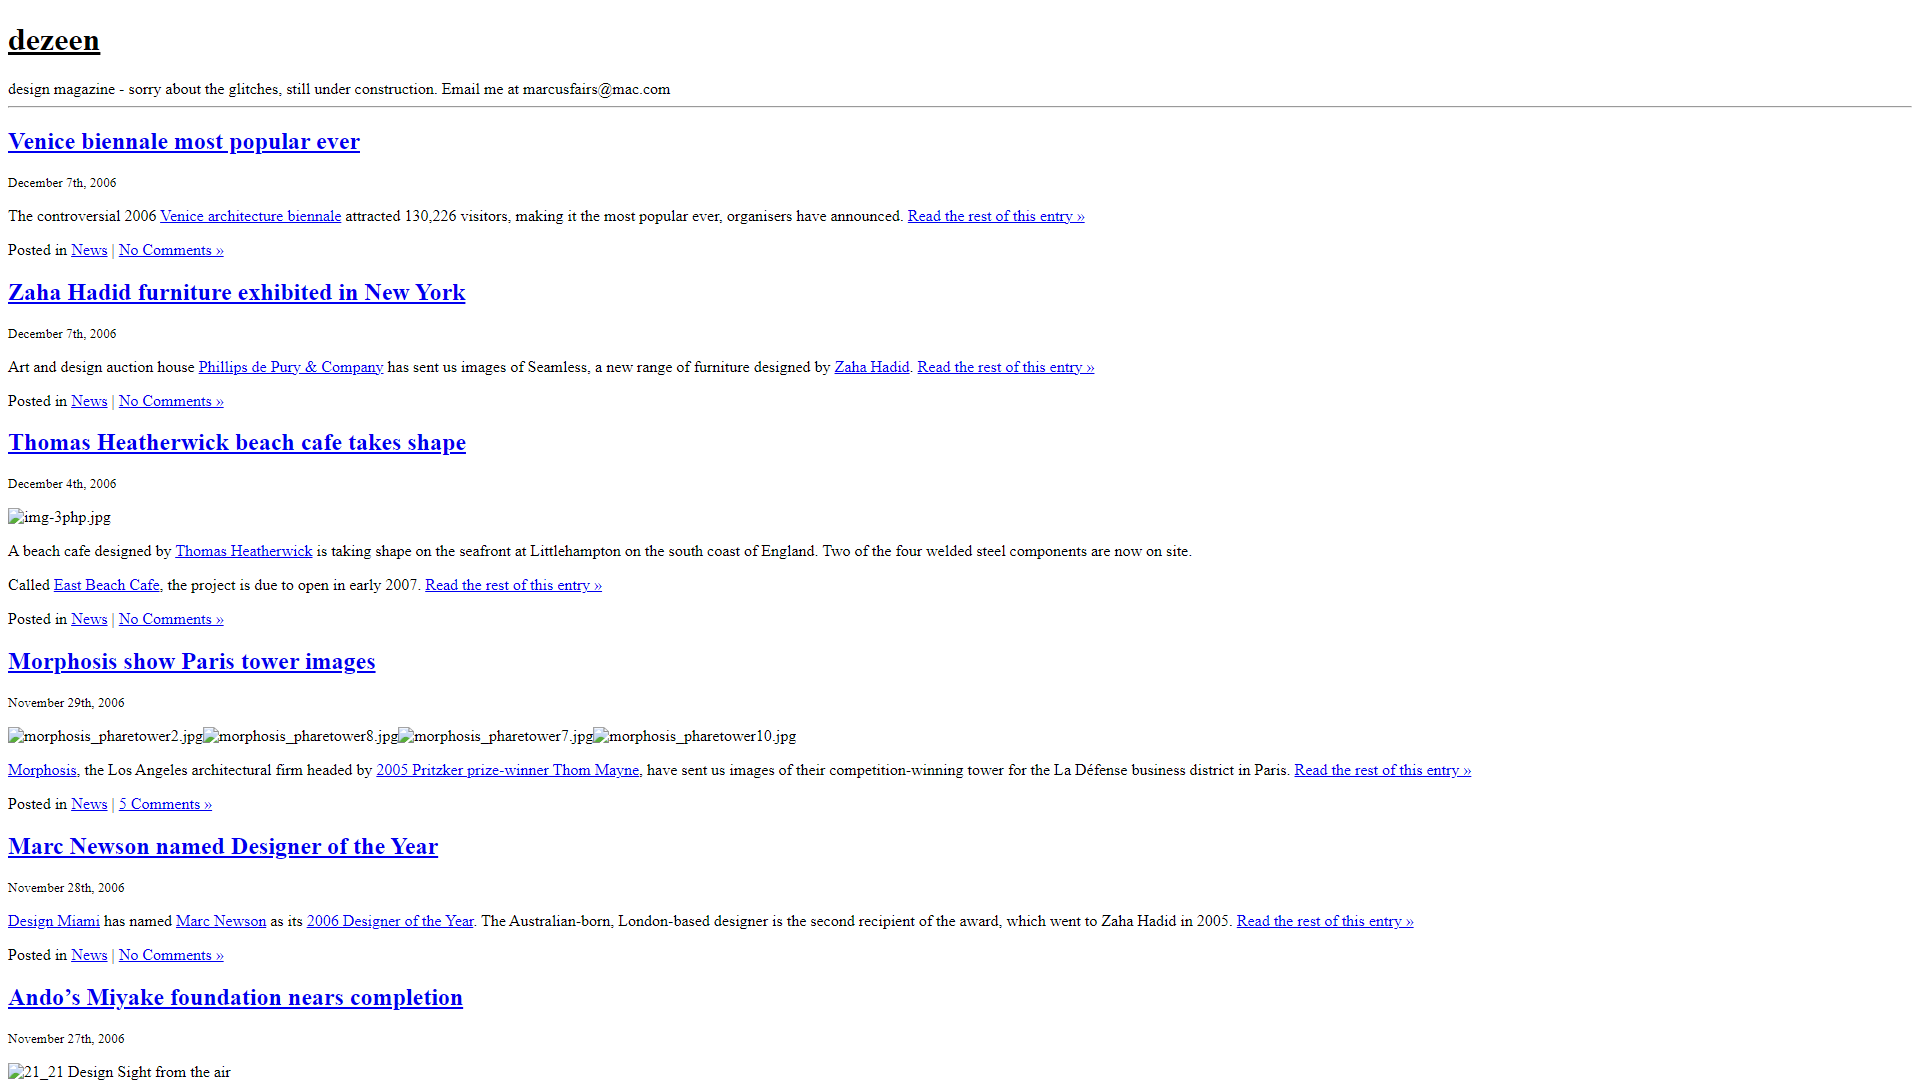 dezeen
design magazine - sorry about the glitches, still under construction. Email me at marcusfairs@mac.com
Venice biennale most popular ever
December 7th, 2006
The controversial 2006 Venice architecture biennale attracted 130,226 visitors, making it the most popular ever, organisers have announced. Read the rest of this entry »
Posted in News | No Comments »
Zaha Hadid furniture exhibited in New York
December 7th, 2006
Art and design auction house Phillips de Pury & Company has sent us images of Seamless, a new range of furniture designed by Zaha Hadid. Read the rest of this entry »
Posted in News | No Comments »
Thomas Heatherwick beach cafe takes shape
December 4th, 2006
img-3php.jpg
A beach cafe designed by Thomas Heatherwick is taking shape on the seafront at Littlehampton on the south coast of England. Two of the four welded steel components are now on site.
Called East Beach Cafe, the project is due to open in early 2007. Read the rest of this entry »
Posted in News | No Comments »
Morphosis show Paris tower images
November 29th, 2006
morphosis_pharetower2.jpg morphosis_pharetower8.jpg morphosis_pharetower7.jpg morphosis_pharetower10.jpg
Morphosis, the Los Angeles architectural firm headed by 2005 Pritzker prize-winner Thom Mayne, have sent us images of their competition-winning tower for the La Défense business district in Paris. Read the rest of this entry »
Posted in News | 5 Comments »
Marc Newson named Designer of the Year
November 28th, 2006
Design Miami has named Marc Newson as its 2006 Designer of the Year. The Australian-born, London-based designer is the second recipient of the award, which went to Zaha Hadid in 2005. Read the rest of this entry »
Posted in News | No Comments »
Ando’s Miyake foundation nears completion
November 27th, 2006
21_21 Design Sight from the air